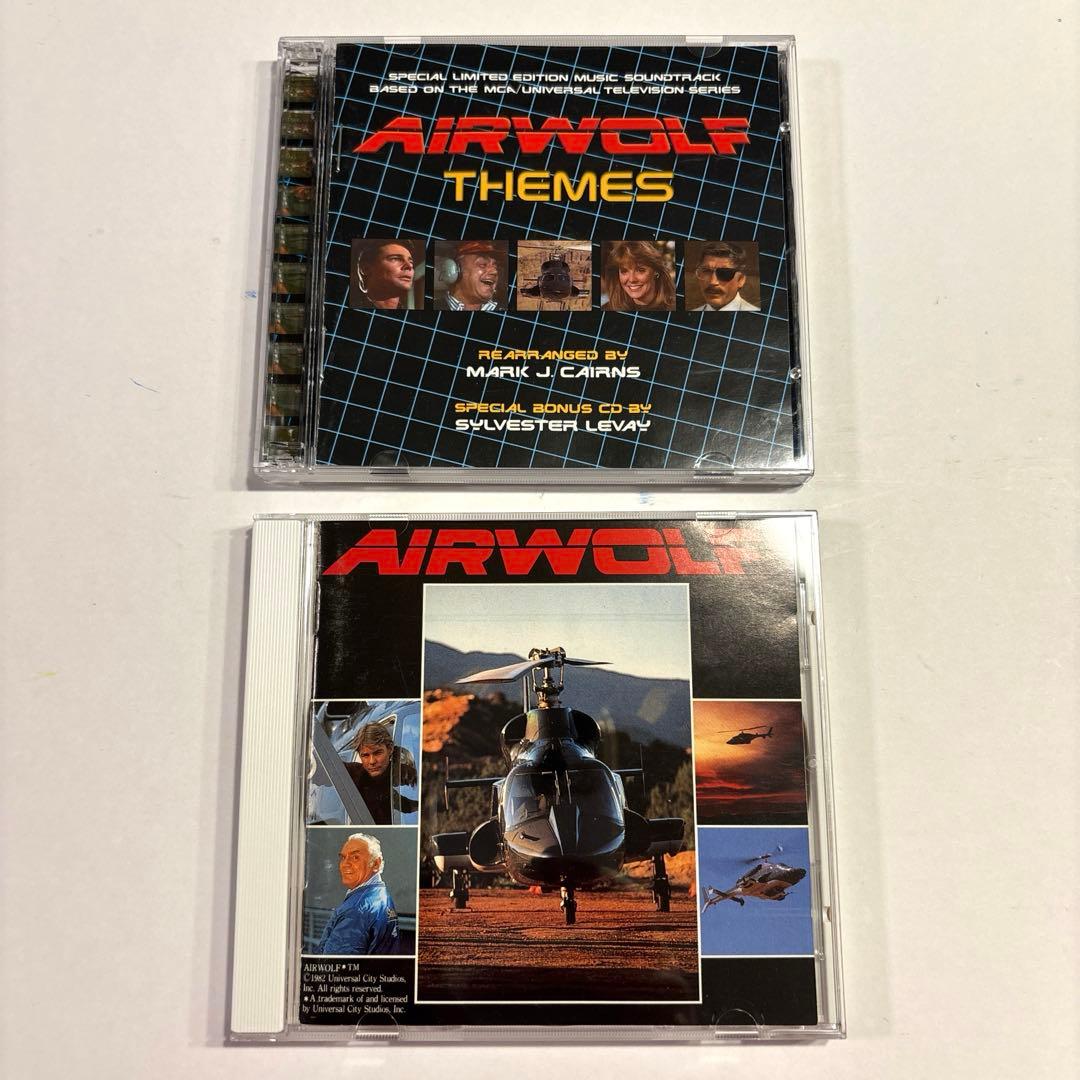 SPECIAL LIMITED EDITION MUSIC SOUNDTRACK
BASED ON THE MCA/UNIVERSAL TELEVISION SERIES
AIRWOLF
THEMES
REARRANGED BY
MARK J. CAIRNS
SPECIAL BONUS CD BY
SYLVESTER LEVAY
AIRWOLF
AIRWOLF*TM
©1982 Universal City Studios,
Inc. All rights reserved.
*A trademark of and licensed
by Universal City Studios, Inc.